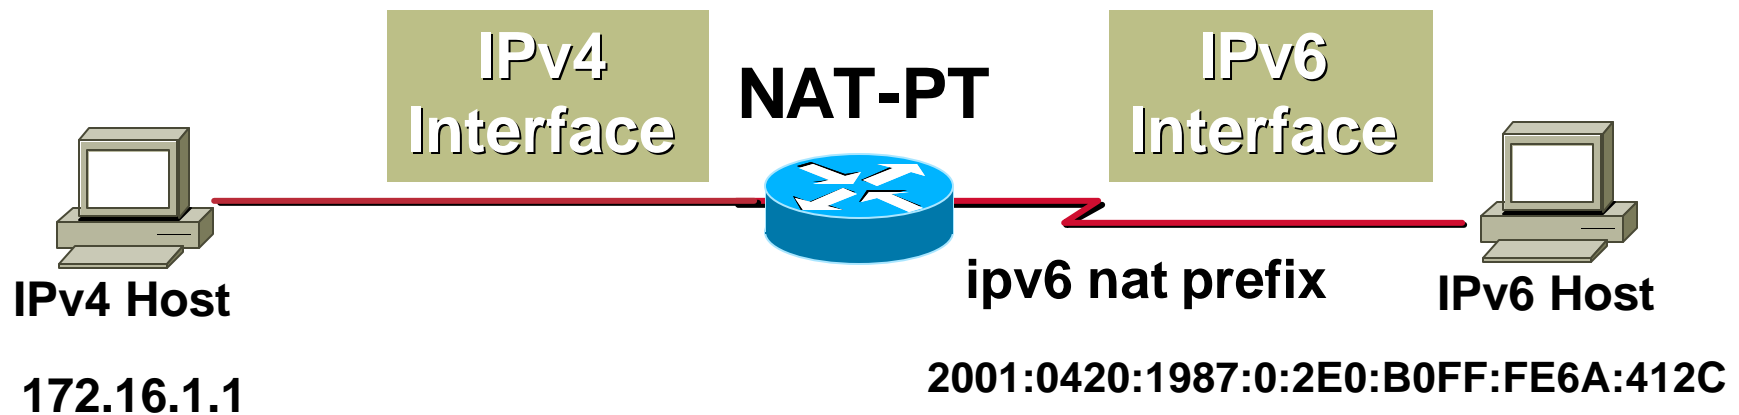 IPv4
Interface
NAT-PT
IPv6
Interface
IPv4 Host
ipv6 nat prefix
IPv6 Host
172.16.1.1
2001:0420:1987:0:2E0:B0FF:FE6A:412C